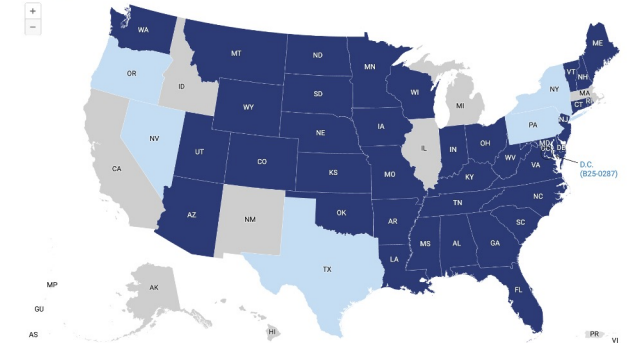 +
−
WA
OR
CA
NV
ID
MT
WY
UT
AZ
CO
NM
ND
SD
NE
KS
OK
TX
MN
IA
MO
AR
LA
WI
IL
MI
IN
OH
KY
TN
MS
AL
GA
FL
SC
NC
VA
WV
PA
NY
VT
NH
ME
MA
CT
NJ
DE
MD
D.C.
(B25-0287)
AK
HI
MP
GU
AS
PR
VI